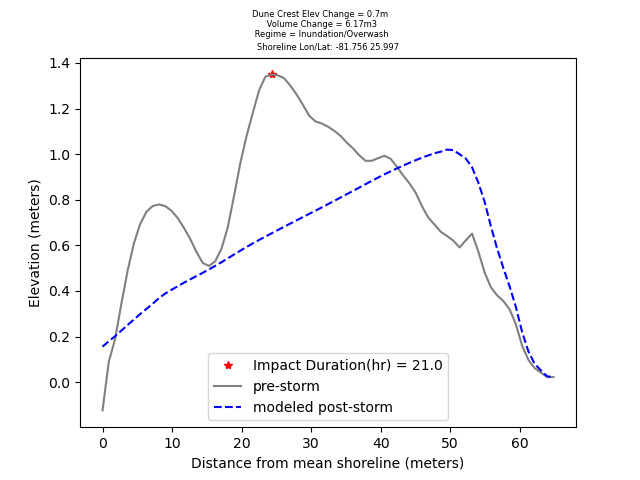 Dune Crest Elev Change = 0.7m
Volume Change = 6.17m3
Regime = Inundation/Overwash
Shoreline Lon/Lat: -81.756 25.997
1.4
1.2
1.0
0.8
0.6
0.4
0.2
0.0
Elevation (meters)
Impact Duration(hr) = 21.0
pre-storm
modeled post-storm
0 10 20 30 40 50 60
Distance from mean shoreline (meters)